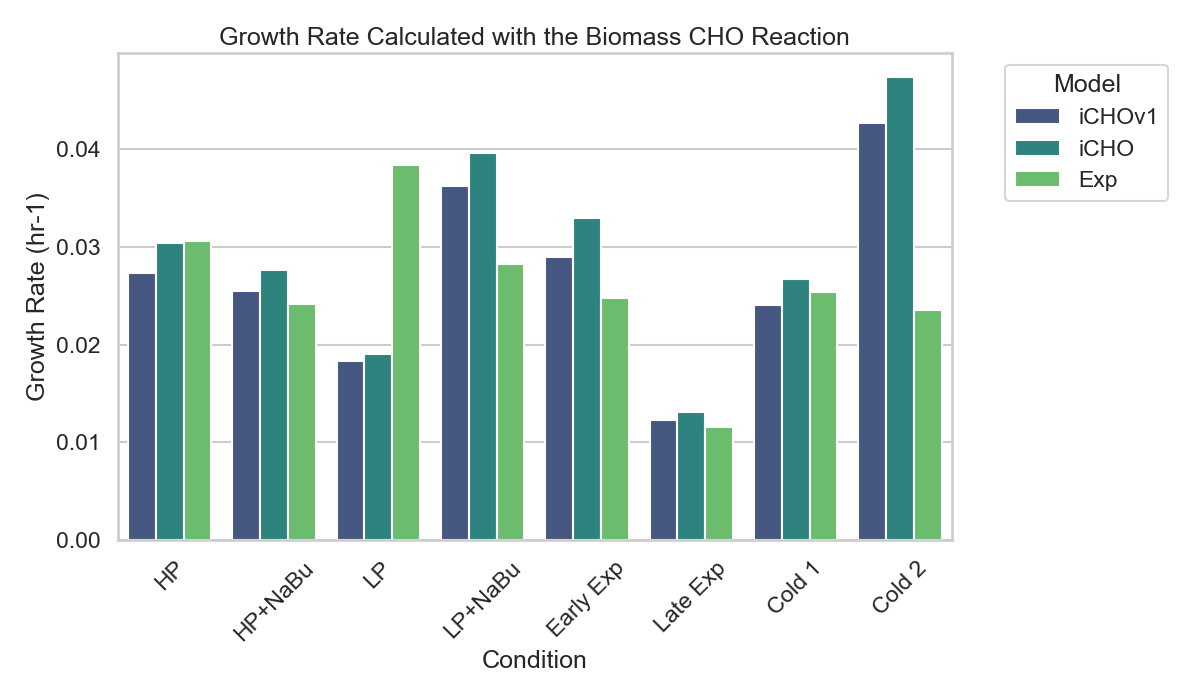 Growth Rate Calculated with the Biomass CHO Reaction
Model
iCHOv1
iCHO
Exp
Growth Rate (hr-1)
0.04
0.03
0.02
0.01
0.00
HP
HP+NaBu
LP
LP+NaBu
Early Exp
Late Exp
Cold 1
Cold 2
Condition